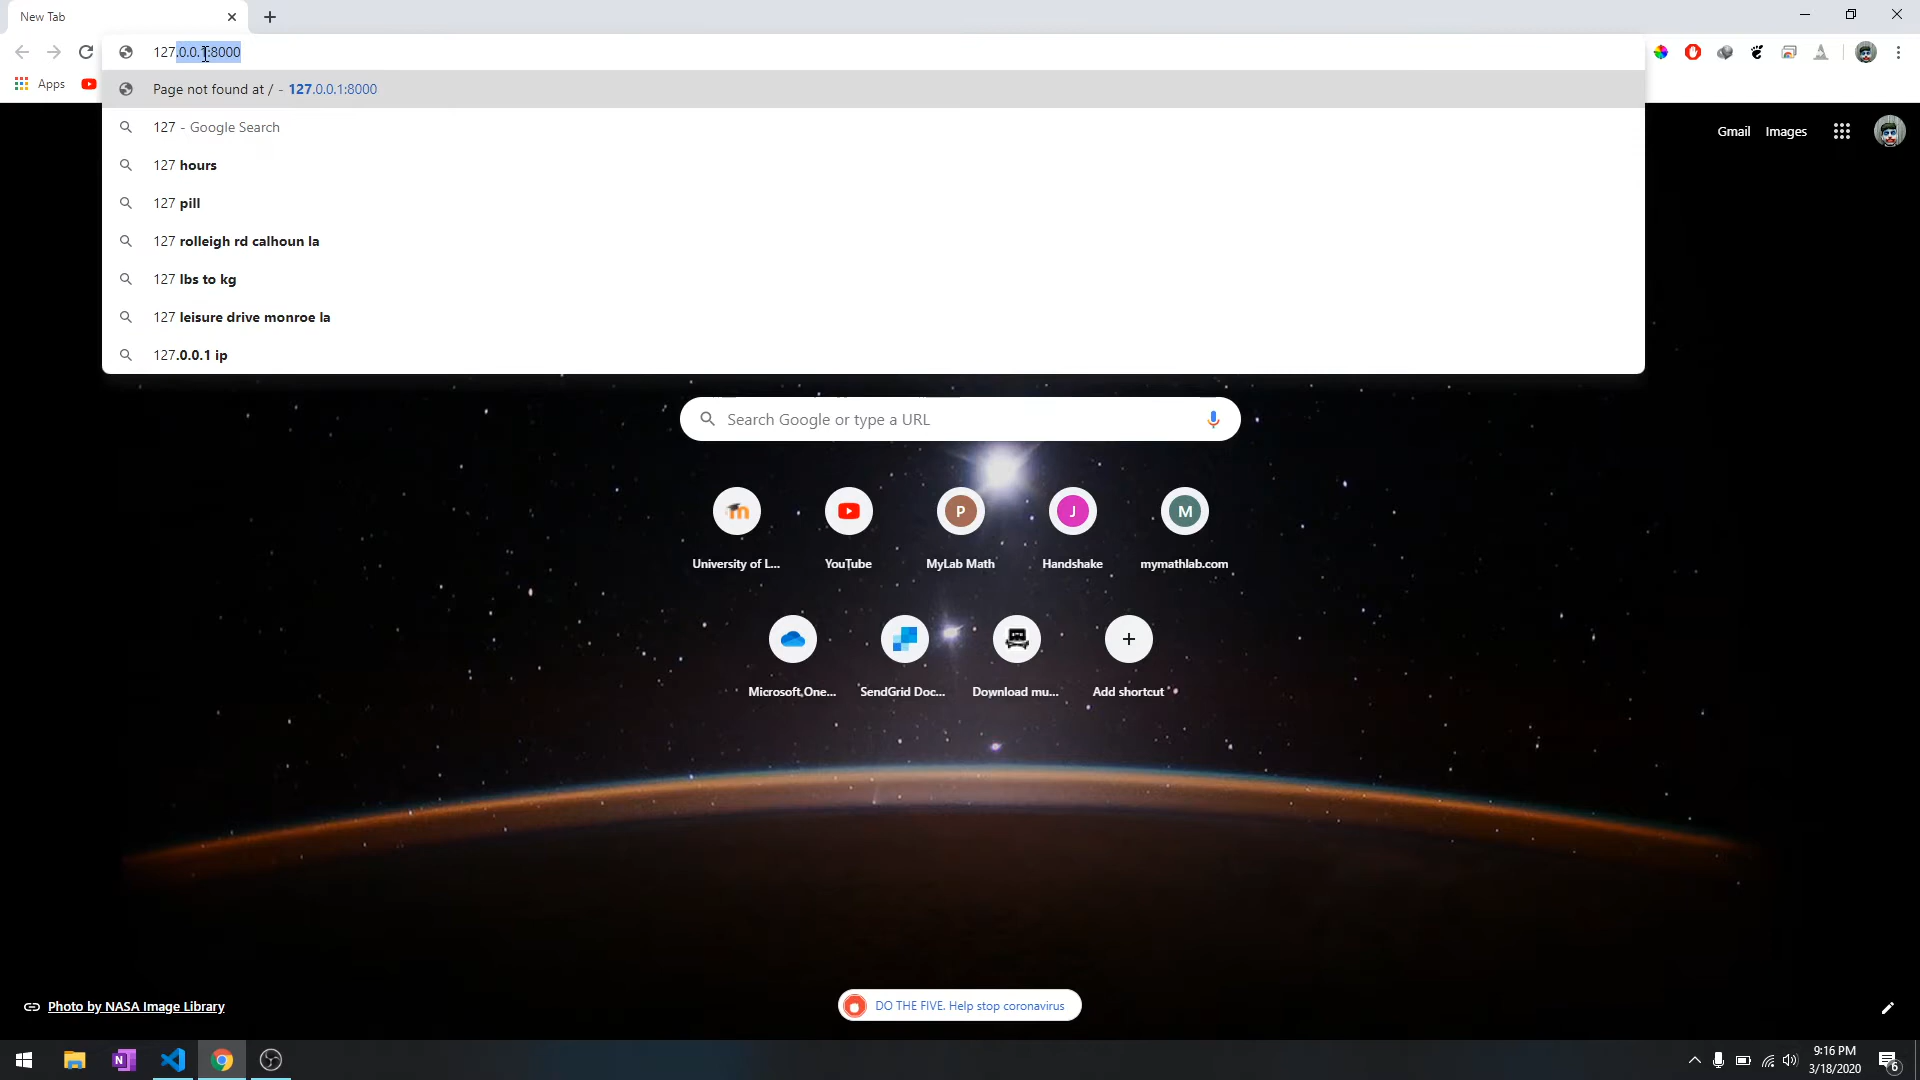 New Tab
127.0.0.1:8000
Apps
Page not found at / - 127.0.0.1:8000
127 - Google Search
127 hours
127 pill
127 rolleigh rd calhoun la
127 lbs to kg
127 leisure drive monroe la
127.0.0.1 ip
Gmail Images
Search Google or type a URL
m
P
J
M
University of L...
YouTube
MyLab Math
Handshake
mymathlab.com
Microsoft One...
SendGrid Doc...
Download mu...
Add shortcut
Photo by NASA Image Library
DO THE FIVE. Help stop coronavirus
N
9:16 PM
3/18/2020
6